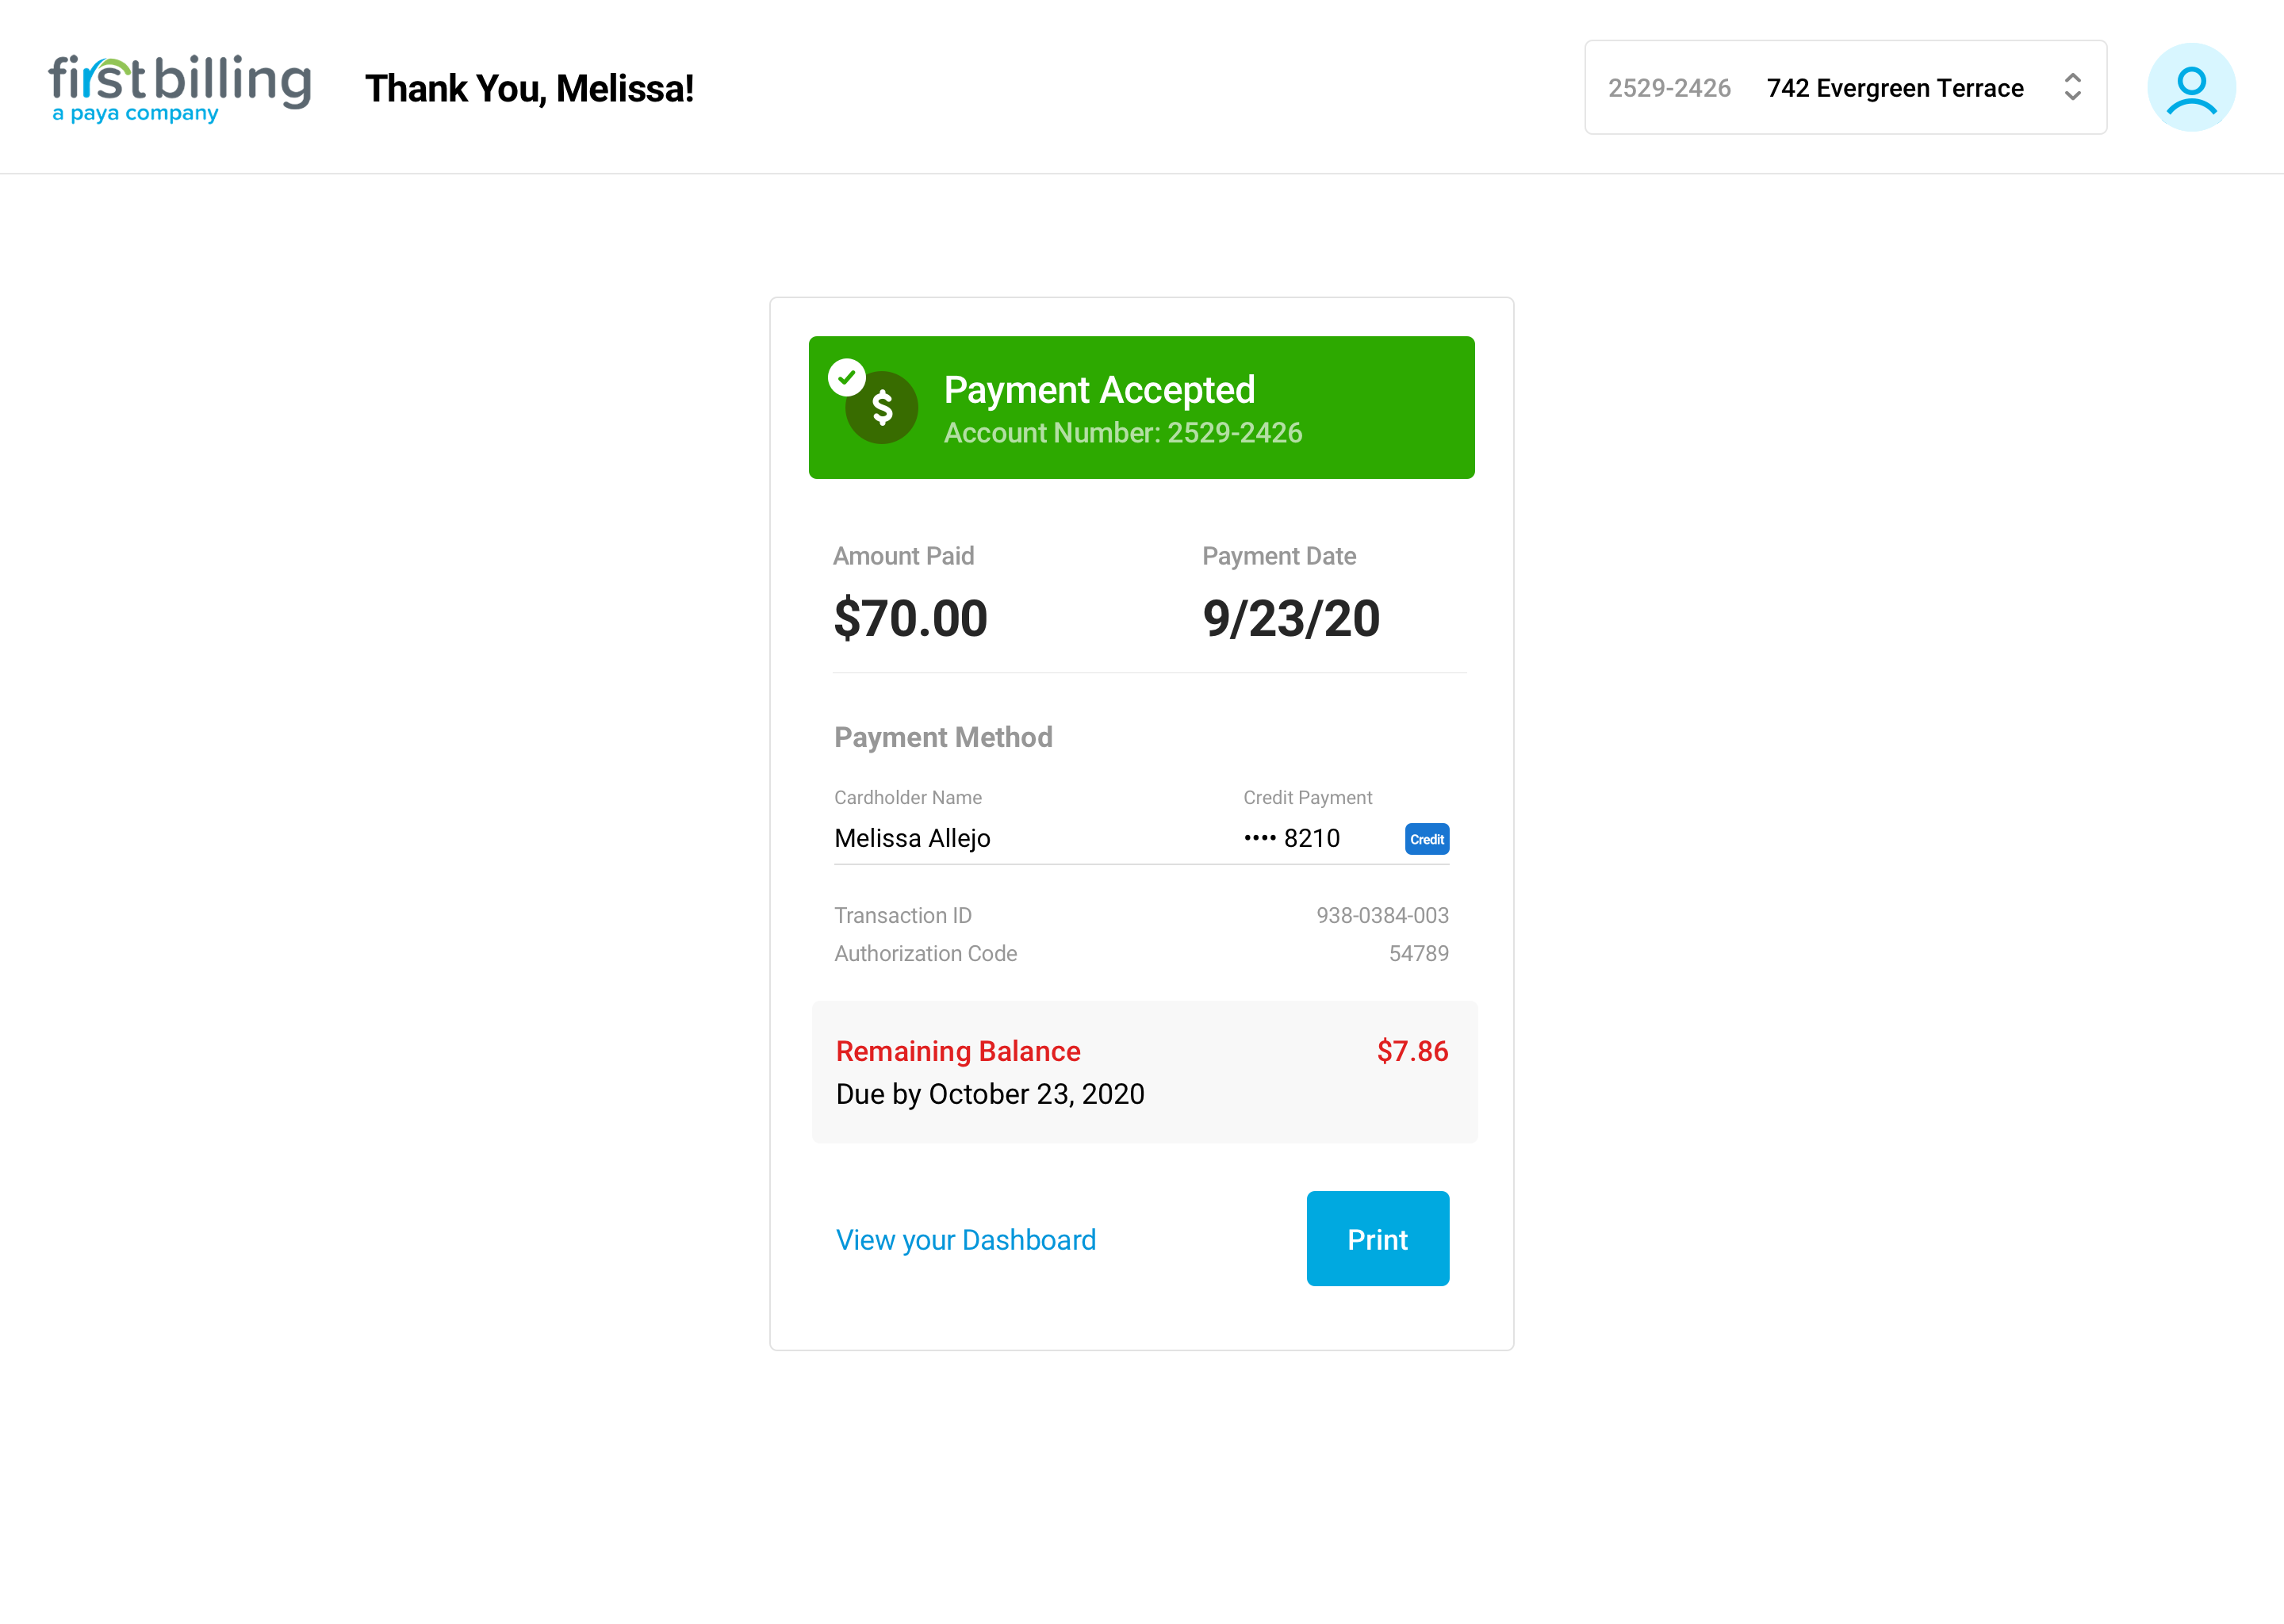 firstbilling
a paya company
Thank You, Melissa!
2529-2426 742 Evergreen Terrace
$
Payment Accepted
Account Number: 2529-2426
Amount Paid Payment Date
$70.00 9/23/20
Payment Method
Cardholder Name Credit Payment
Melissa Allejo •••• 8210 Credit
Transaction ID 938-0384-003
Authorization Code 54789
Remaining Balance $7.86
Due by October 23, 2020
View your Dashboard Print